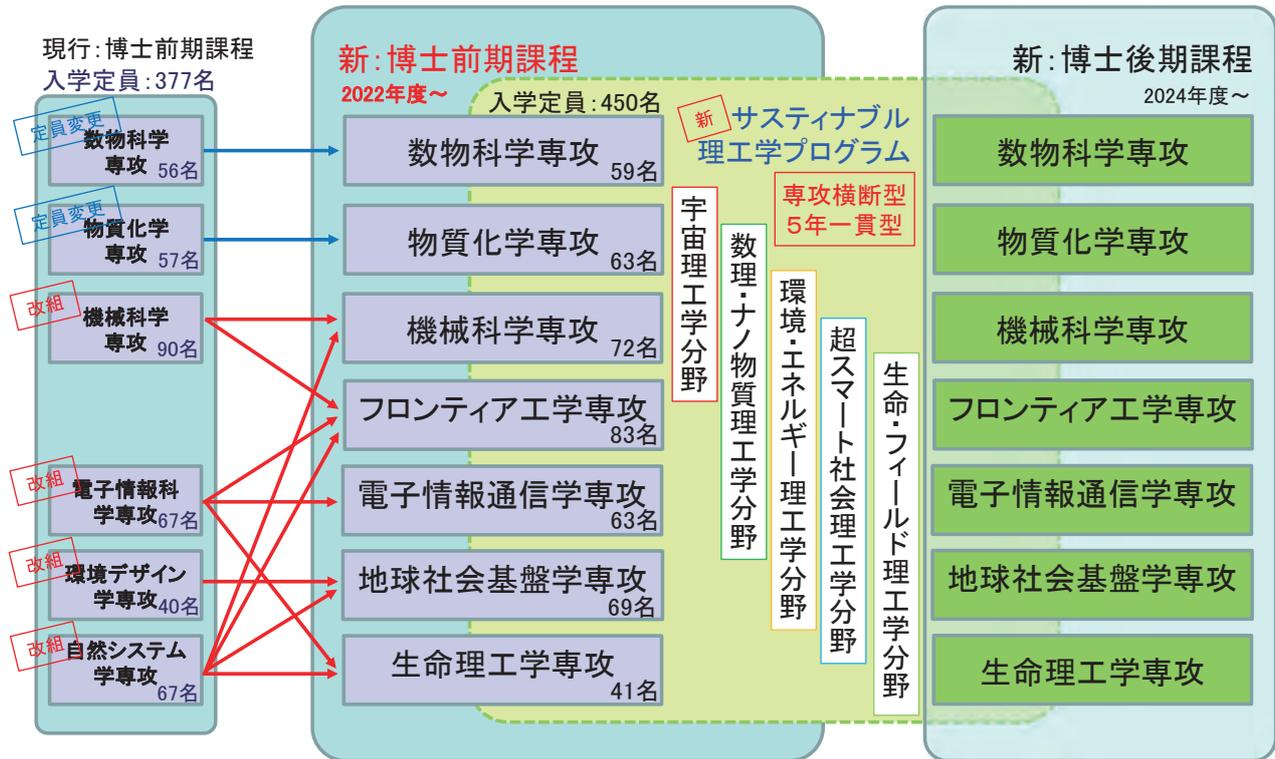 現行：博士前期課程
入学定員：377名
定員変更
数物科学
専攻 56名
定員変更
物質化学
専攻 57名
改組
機械科学
専攻 90名
改組
電子情報科
学専攻67名
改組
環境デザイン
学専攻40名
改組
自然システム
学専攻67名
新：博士前期課程
2022年度～
入学定員：450名
数物科学専攻
59名
物質化学専攻
63名
機械科学専攻
72名
フロンティア工学専攻
83名
電子情報通信学専攻
63名
地球社会基盤学専攻
69名
生命理工学専攻
41名
新
サスティナブル
理工学プログラム
専攻横断型
５年一貫型
宇宙理工学分野
数理・ナノ物質理工学分野
環境・エネルギー理工学分野
超スマート社会理工学分野
生命・フィールド理工学分野
新：博士後期課程
2024年度～
数物科学専攻
物質化学専攻
機械科学専攻
フロンティア工学専攻
電子情報通信学専攻
地球社会基盤学専攻
生命理工学専攻